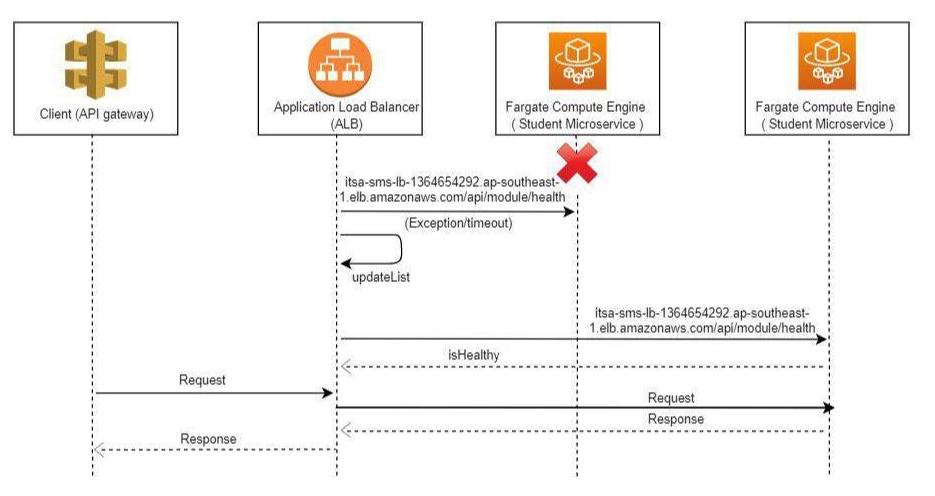 Client (API gateway)
Application Load Balancer
(ALB)
Fargate Compute Engine
( Student Microservice )
Fargate Compute Engine
( Student Microservice )
itsa-sms-lb-1364654292.ap-southeast-
1.elb.amazonaws.com/api/module/health
(Exception/timeout)
updateList
itsa-sms-lb-1364654292.ap-southeast-
1.elb.amazonaws.com/api/module/health
isHealthy
Request
Request
Response
Response